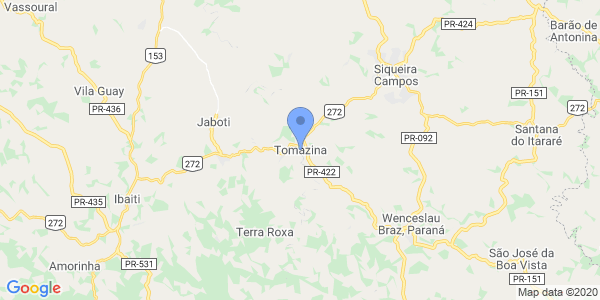 Vassoural
PR-424
Barão de
Antonina
153
Siqueira
Campos
Vila Guay
PR-436
PR-151
272
272
Jaboti
Santana
do Itararé
PR-092
Tomazina
272
PR-422
Ibaiti
PR-435
272
Wenceslau
Braz, Paraná
Terra Roxa
São José da
Boa Vista
Amorinha
PR-531
PR-151
Google
Map data ©2020